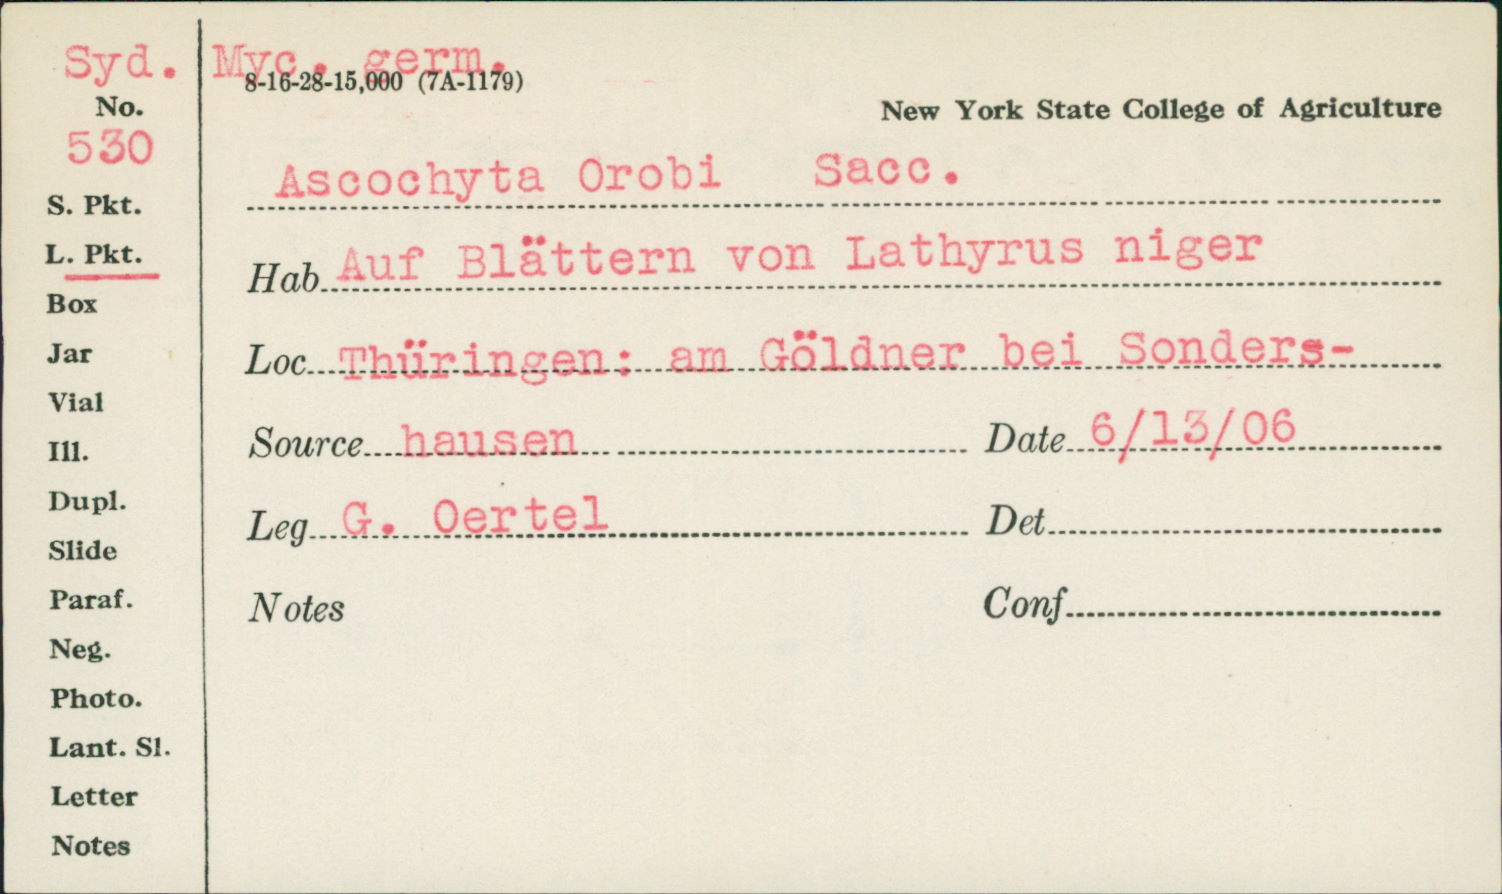 Syd. Myc. germ.
8-16-28-15,000 (7A-1179)
No.
New York State College of Agriculture
530
Ascochyta Orobi Sacc.
S. Pkt.
L. Pkt.
Hab. Auf Blättern von Lathyrus niger
Box
Jar
Loc. Thüringen: am Göldner bei Sonders-
Vial
Source hausen Date 6/13/06
Ill.
Dupl.
Leg. G. Oertel Det.
Slide
Paraf.
Notes Conf.
Neg.
Photo.
Lant. Sl.
Letter
Notes